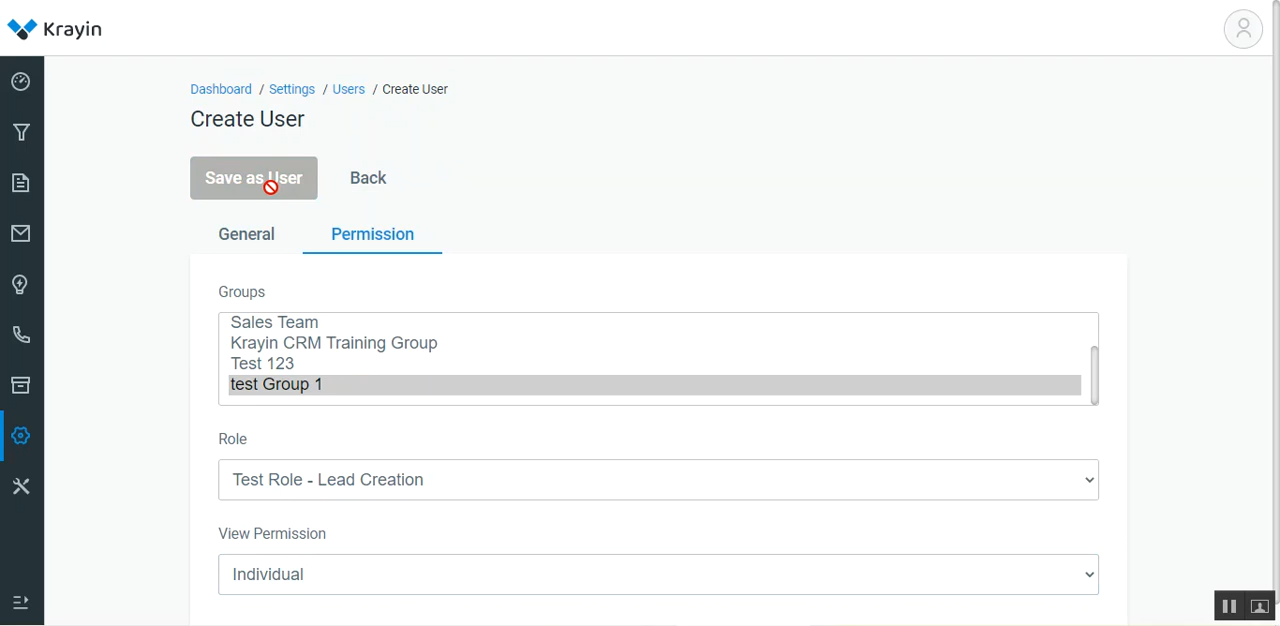 Krayin
Dashboard / Settings / Users / Create User
Create User
Save as User Back
General Permission
Groups
Sales Team
Krayin CRM Training Group
Test 123
test Group 1
Role
Test Role - Lead Creation
View Permission
Individual